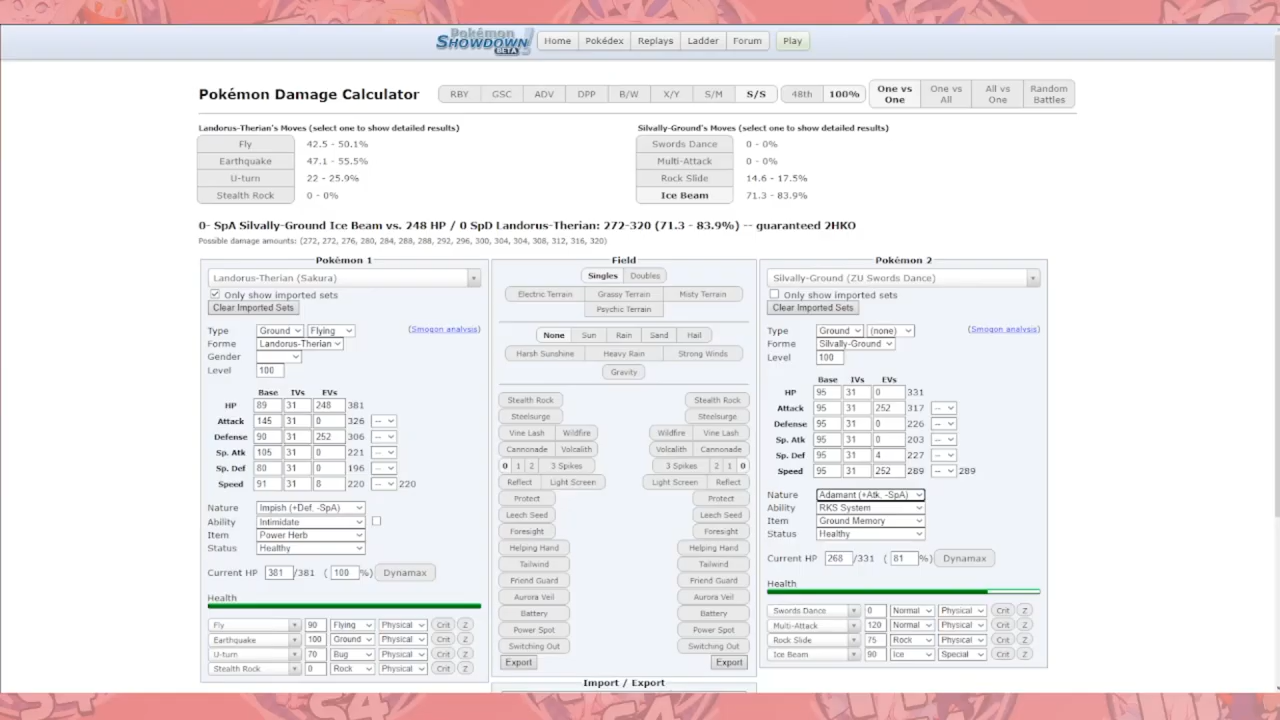 Pokémon SHOWDOWN! BETA Home Pokédex Replays Ladder Forum Play
Pokémon Damage Calculator RBY GSC ADV DPP B/W X/Y S/M S/S 48th 100% One vs One One vs All All vs One Random Battles
Landorus-Therian's Moves (select one to show detailed results)
Fly 42.5 - 50.1%
Earthquake 47.1 - 55.5%
U-turn 22 - 25.9%
Stealth Rock 0 - 0%
Silvally-Ground's Moves (select one to show detailed results)
Swords Dance 0 - 0%
Multi-Attack 0 - 0%
Rock Slide 14.6 - 17.5%
Ice Beam 71.3 - 83.9%
0- SpA Silvally-Ground Ice Beam vs. 248 HP / 0 SpD Landorus-Therian: 272-320 (71.3 - 83.9%) -- guaranteed 2HKO
Possible damage amounts: (272, 272, 276, 280, 284, 288, 288, 292, 296, 300, 304, 304, 308, 312, 316, 320)
Pokémon 1
Landorus-Therian (Sakura)
Only show imported sets
Clear Imported Sets
Type Ground Flying (Smogon analysis)
Forme Landorus-Therian
Gender
Level 100
Base IVs EVs
HP 89 31 248 381
Attack 145 31 0 326 --
Defense 90 31 252 306 --
Sp. Atk 105 31 0 221 --
Sp. Def 80 31 0 196 --
Speed 91 31 8 220 -- 220
Nature Impish (+Def, -SpA)
Ability Intimidate
Item Power Herb
Status Healthy
Current HP 381 /381 ( 100 %) Dynamax
Health
Fly 90 Flying Physical Crit Z
Earthquake 100 Ground Physical Crit Z
U-turn 70 Bug Physical Crit Z
Stealth Rock 0 Rock Physical Crit Z
Field
Singles Doubles
Electric Terrain Grassy Terrain Misty Terrain
Psychic Terrain
None Sun Rain Sand Hail
Harsh Sunshine Heavy Rain Strong Winds
Gravity
Stealth Rock Stealth Rock
Steelsurge Steelsurge
Vine Lash Wildfire Wildfire Vine Lash
Cannonade Volcalith Volcalith Cannonade
0 1 2 3 Spikes 3 Spikes 2 1 0
Reflect Light Screen Light Screen Reflect
Protect Protect
Leech Seed Leech Seed
Foresight Foresight
Helping Hand Helping Hand
Tailwind Tailwind
Friend Guard Friend Guard
Aurora Veil Aurora Veil
Battery Battery
Power Spot Power Spot
Switching Out Switching Out
Export Export
Import / Export
Pokémon 2
Silvally-Ground (ZU Swords Dance)
Only show imported sets
Clear Imported Sets
Type Ground (none) (Smogon analysis)
Forme Silvally-Ground
Level 100
Base IVs EVs
HP 95 31 0 331
Attack 95 31 252 317 --
Defense 95 31 0 226 --
Sp. Atk 95 31 0 203 --
Sp. Def 95 31 4 227 --
Speed 95 31 252 289 -- 289
Nature Adamant (+Atk, -SpA)
Ability RKS System
Item Ground Memory
Status Healthy
Current HP 268 /331 ( 81 %) Dynamax
Health
Swords Dance 0 Normal Physical Crit Z
Multi-Attack 120 Normal Physical Crit Z
Rock Slide 75 Rock Physical Crit Z
Ice Beam 90 Ice Special Crit Z